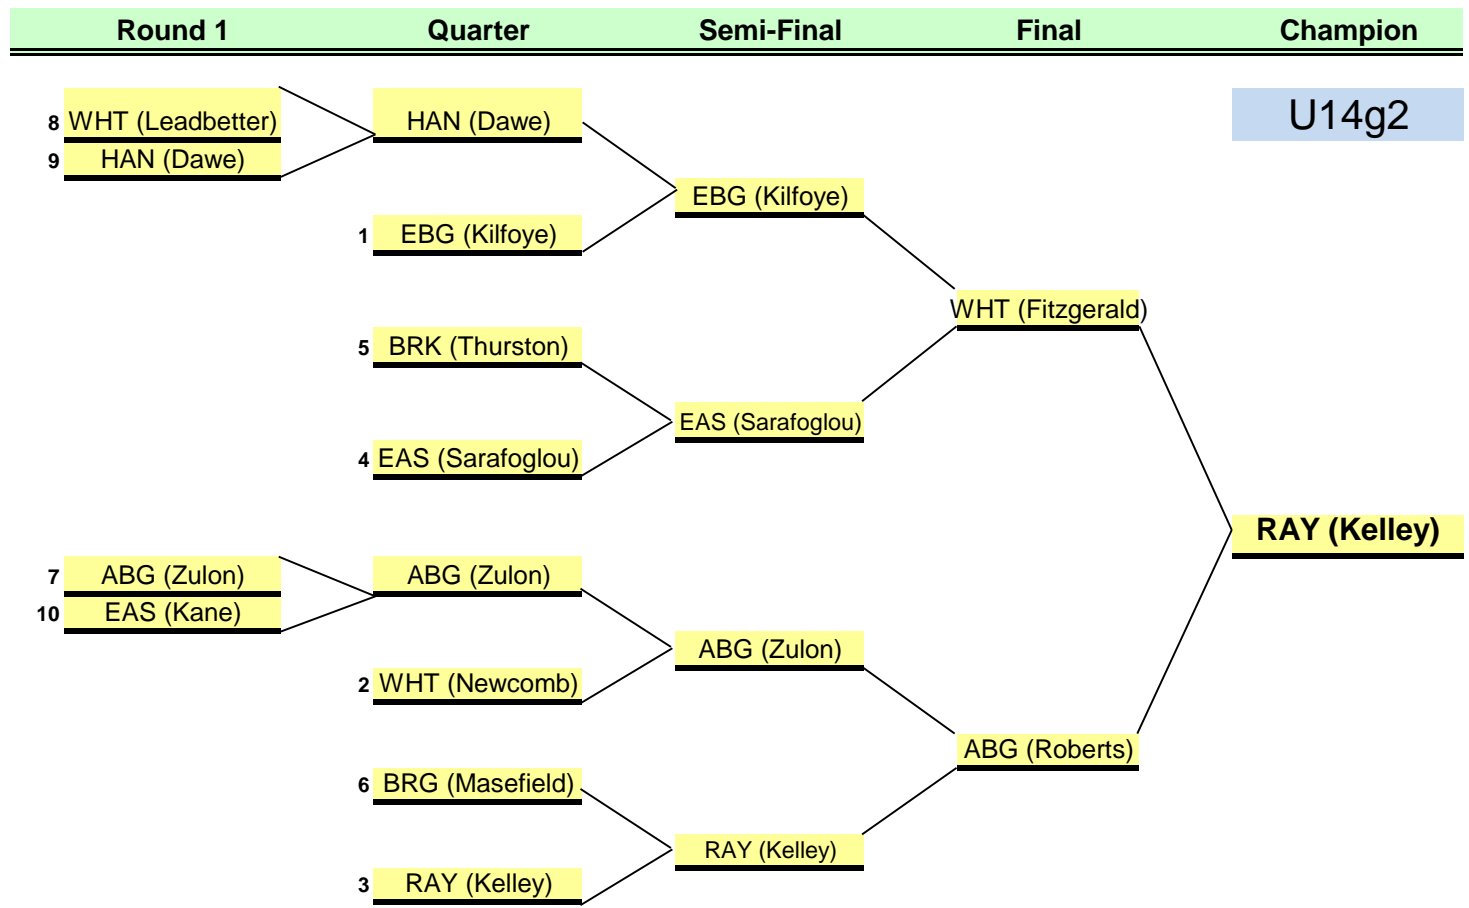 Round 1 Quarter Semi-Final Final Champion
U14g2
8 WHT (Leadbetter) HAN (Dawe)
9 HAN (Dawe)
EBG (Kilfoye)
1 EBG (Kilfoye)
WHT (Fitzgerald)
5 BRK (Thurston)
EAS (Sarafoglou)
4 EAS (Sarafoglou)
RAY (Kelley)
7 ABG (Zulon) ABG (Zulon)
10 EAS (Kane)
ABG (Zulon)
2 WHT (Newcomb)
ABG (Roberts)
6 BRG (Masefield)
RAY (Kelley)
3 RAY (Kelley)